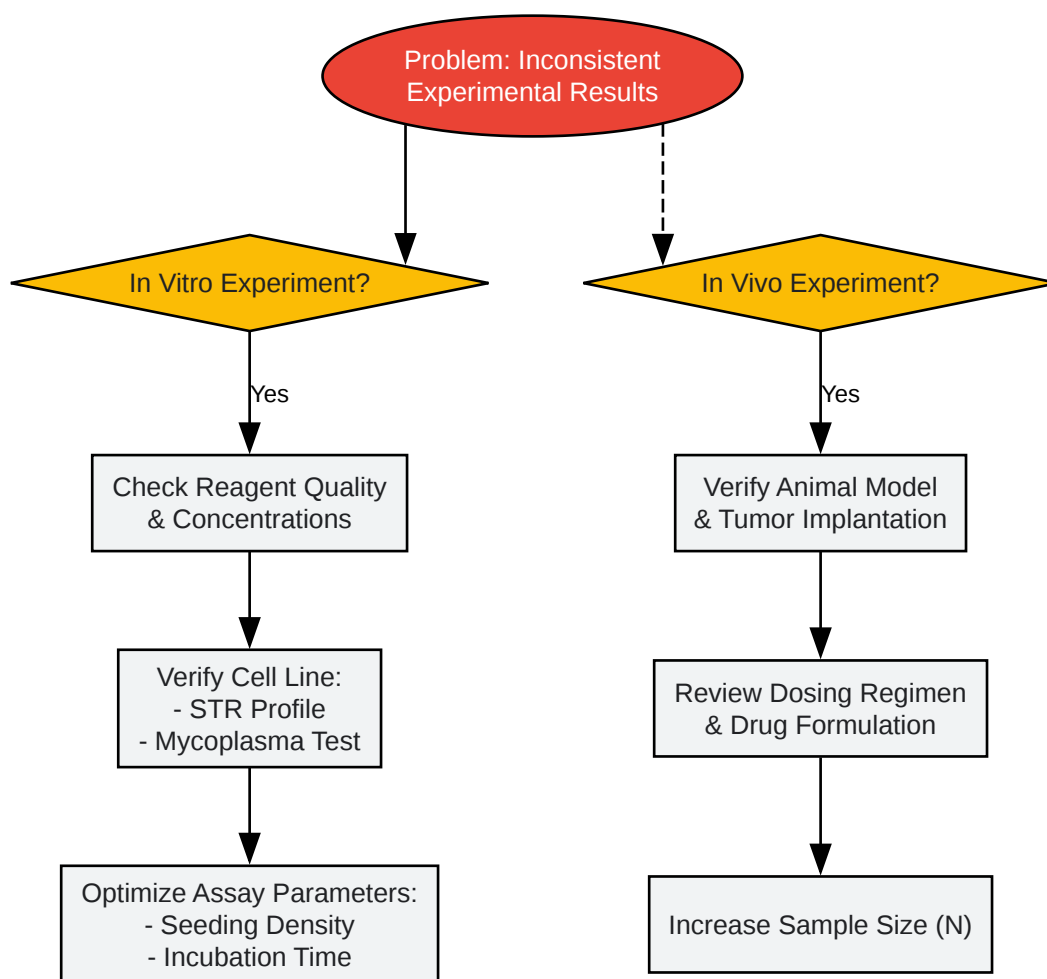 Problem: Inconsistent
Experimental Results
In Vitro Experiment?
In Vivo Experiment?
Yes
Yes
Check Reagent Quality
& Concentrations
Verify Animal Model
& Tumor Implantation
Verify Cell Line:
- STR Profile
- Mycoplasma Test
Review Dosing Regimen
& Drug Formulation
Optimize Assay Parameters:
- Seeding Density
- Incubation Time
Increase Sample Size (N)